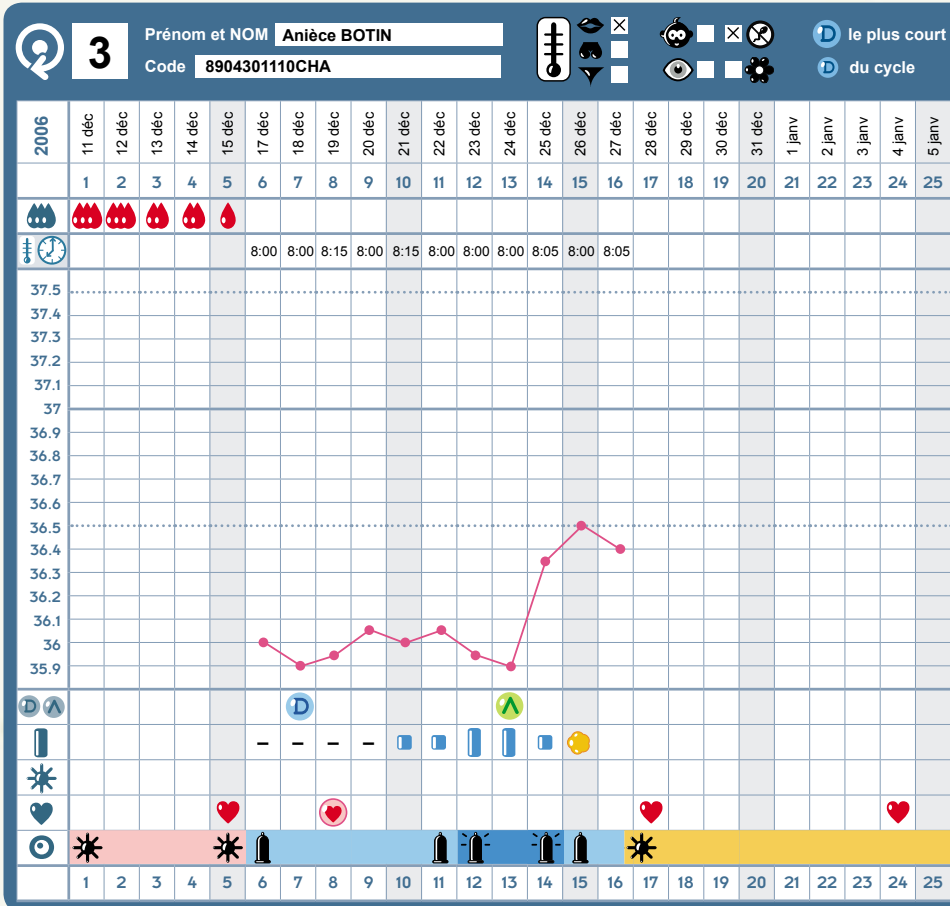 3
Prénom et NOM Anièce BOTIN
Code 8904301110CHA
D le plus court
D du cycle
2006 11 déc 12 déc 13 déc 14 déc 15 déc 17 déc 18 déc 19 déc 20 déc 21 déc 22 déc 23 déc 24 déc 25 déc 26 déc 27 déc 28 déc 29 déc 30 déc 31 déc 1 janv 2 janv 3 janv 4 janv 5 janv
1 2 3 4 5 6 7 8 9 10 11 12 13 14 15 16 17 18 19 20 21 22 23 24 25
8:00 8:00 8:15 8:00 8:15 8:00 8:00 8:00 8:05 8:00 8:05
37.5
37.4
37.3
37.2
37.1
37
36.9
36.8
36.7
36.6
36.5
36.4
36.3
36.2
36.1
36
35.9
D Λ D Λ
– – – –
1 2 3 4 5 6 7 8 9 10 11 12 13 14 15 16 17 18 19 20 21 22 23 24 25